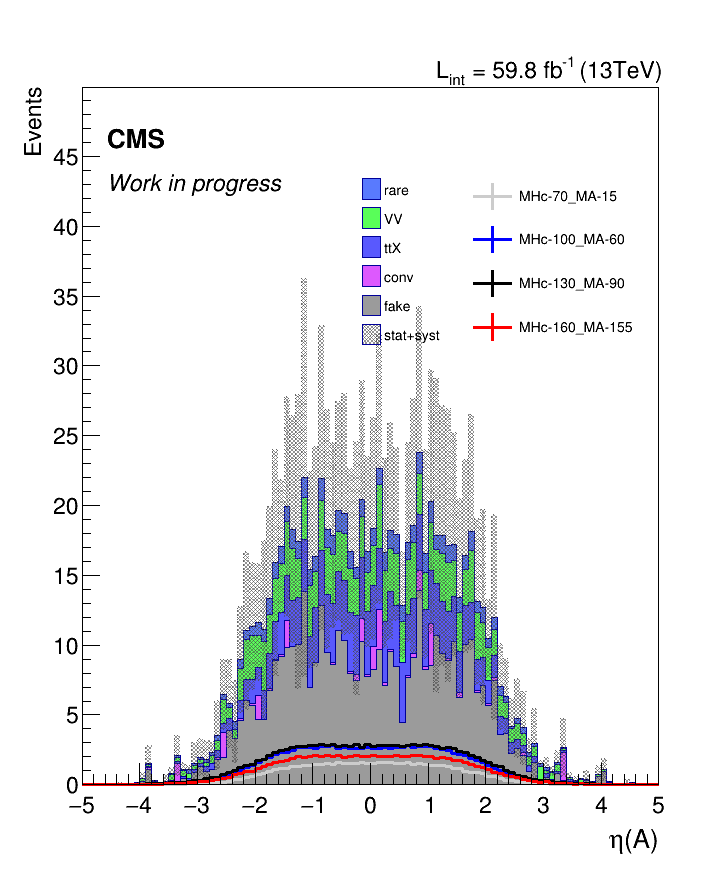 L_int = 59.8 fb^-1 (13TeV)
Events
CMS
Work in progress
rare
VV
ttX
conv
fake
stat+syst
MHc-70_MA-15
MHc-100_MA-60
MHc-130_MA-90
MHc-160_MA-155
45
40
35
30
25
20
15
10
5
0
−5 −4 −3 −2 −1 0 1 2 3 4 5
η(A)